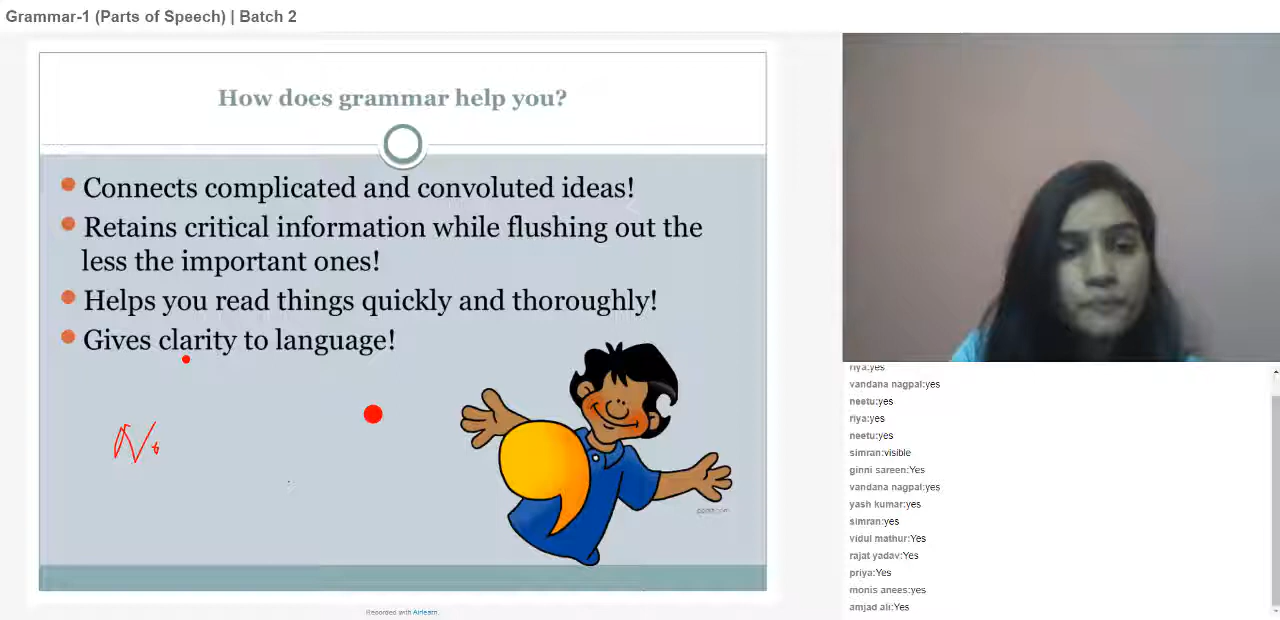 Grammar-1 (Parts of Speech) | Batch 2
How does grammar help you?
Connects complicated and convoluted ideas!
Retains critical information while flushing out the
less the important ones!
Helps you read things quickly and thoroughly!
Gives clarity to language!
Recorded with Airlearn.
riya:yes
vandana nagpal:yes
neetu:yes
riya:yes
neetu:yes
simran:visible
ginni sareen:Yes
vandana nagpal:yes
yash kumar:yes
simran:yes
vidul mathur:Yes
rajat yadav:Yes
priya:Yes
monis anees:yes
amjad ali:Yes